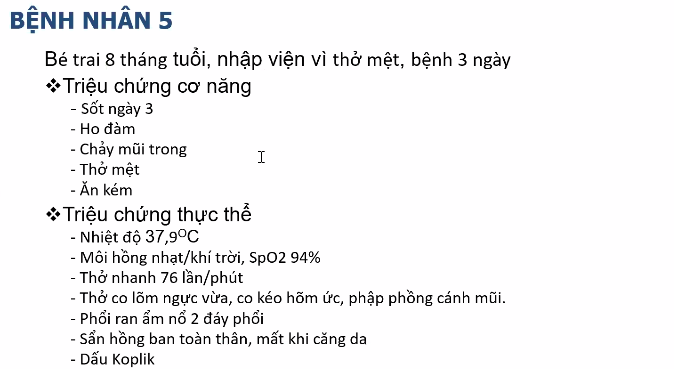 BỆNH NHÂN 5
Bé trai 8 tháng tuổi, nhập viện vì thở mệt, bệnh 3 ngày
❖Triệu chứng cơ năng
- Sốt ngày 3
- Ho đàm
- Chảy mũi trong
- Thở mệt
- Ăn kém
❖Triệu chứng thực thể
- Nhiệt độ 37,9⁰C
- Môi hồng nhạt/khí trời, SpO2 94%
- Thở nhanh 76 lần/phút
- Thở co lõm ngực vừa, co kéo hõm ức, phập phồng cánh mũi.
- Phổi ran ẩm nổ 2 đáy phổi
- Sẩn hồng ban toàn thân, mất khi căng da
- Dấu Koplik